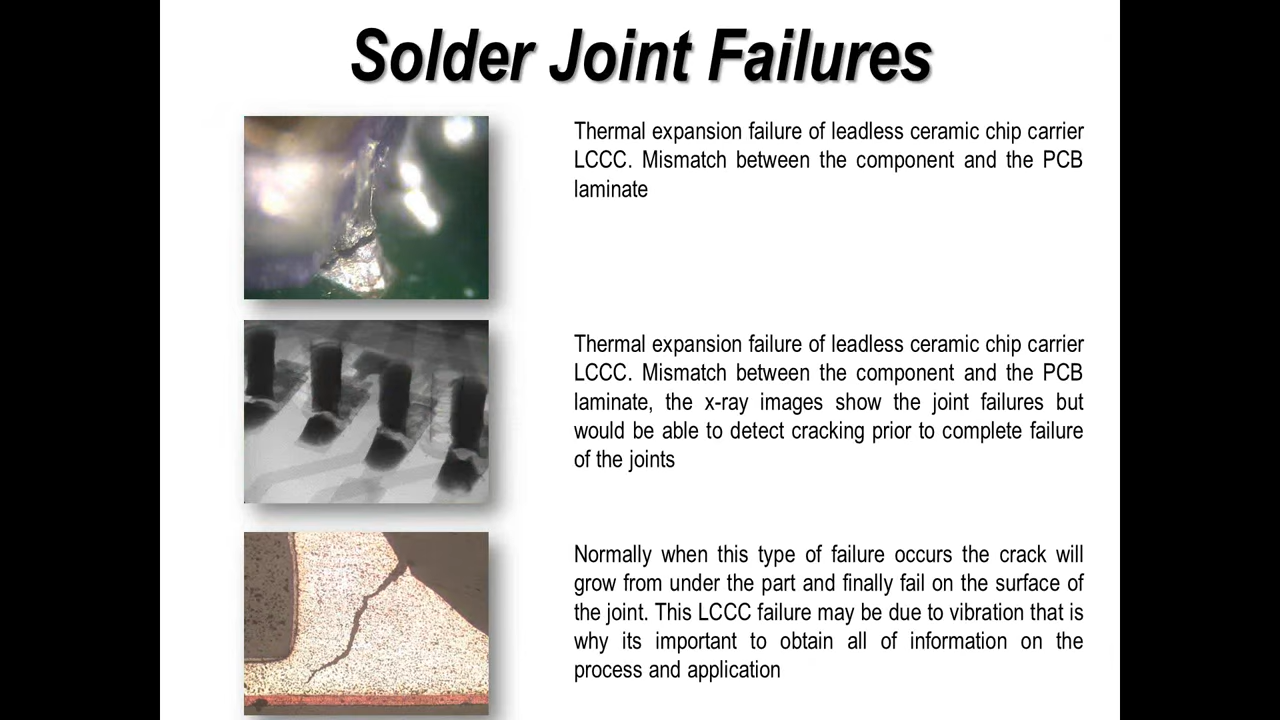 Solder Joint Failures
Thermal expansion failure of leadless ceramic chip carrier
LCCC. Mismatch between the component and the PCB
laminate
Thermal expansion failure of leadless ceramic chip carrier
LCCC. Mismatch between the component and the PCB
laminate, the x-ray images show the joint failures but
would be able to detect cracking prior to complete failure
of the joints
Normally when this type of failure occurs the crack will
grow from under the part and finally fail on the surface of
the joint. This LCCC failure may be due to vibration that is
why its important to obtain all of information on the
process and application